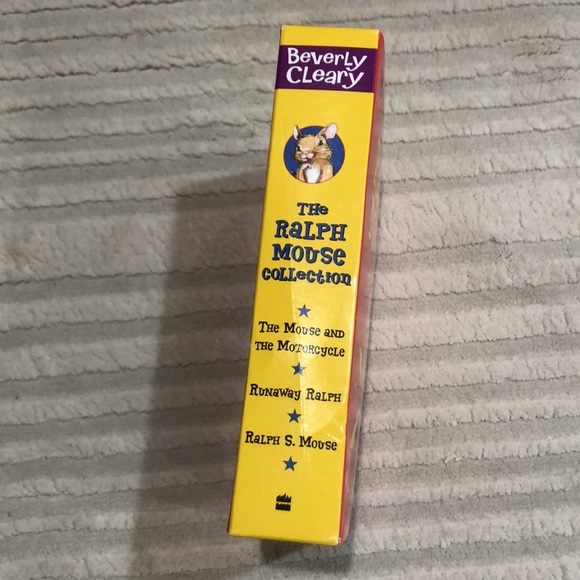 Beverly
Cleary
The
Ralph
Mouse
Collection
The Mouse and
the Motorcycle
Runaway Ralph
Ralph S. Mouse